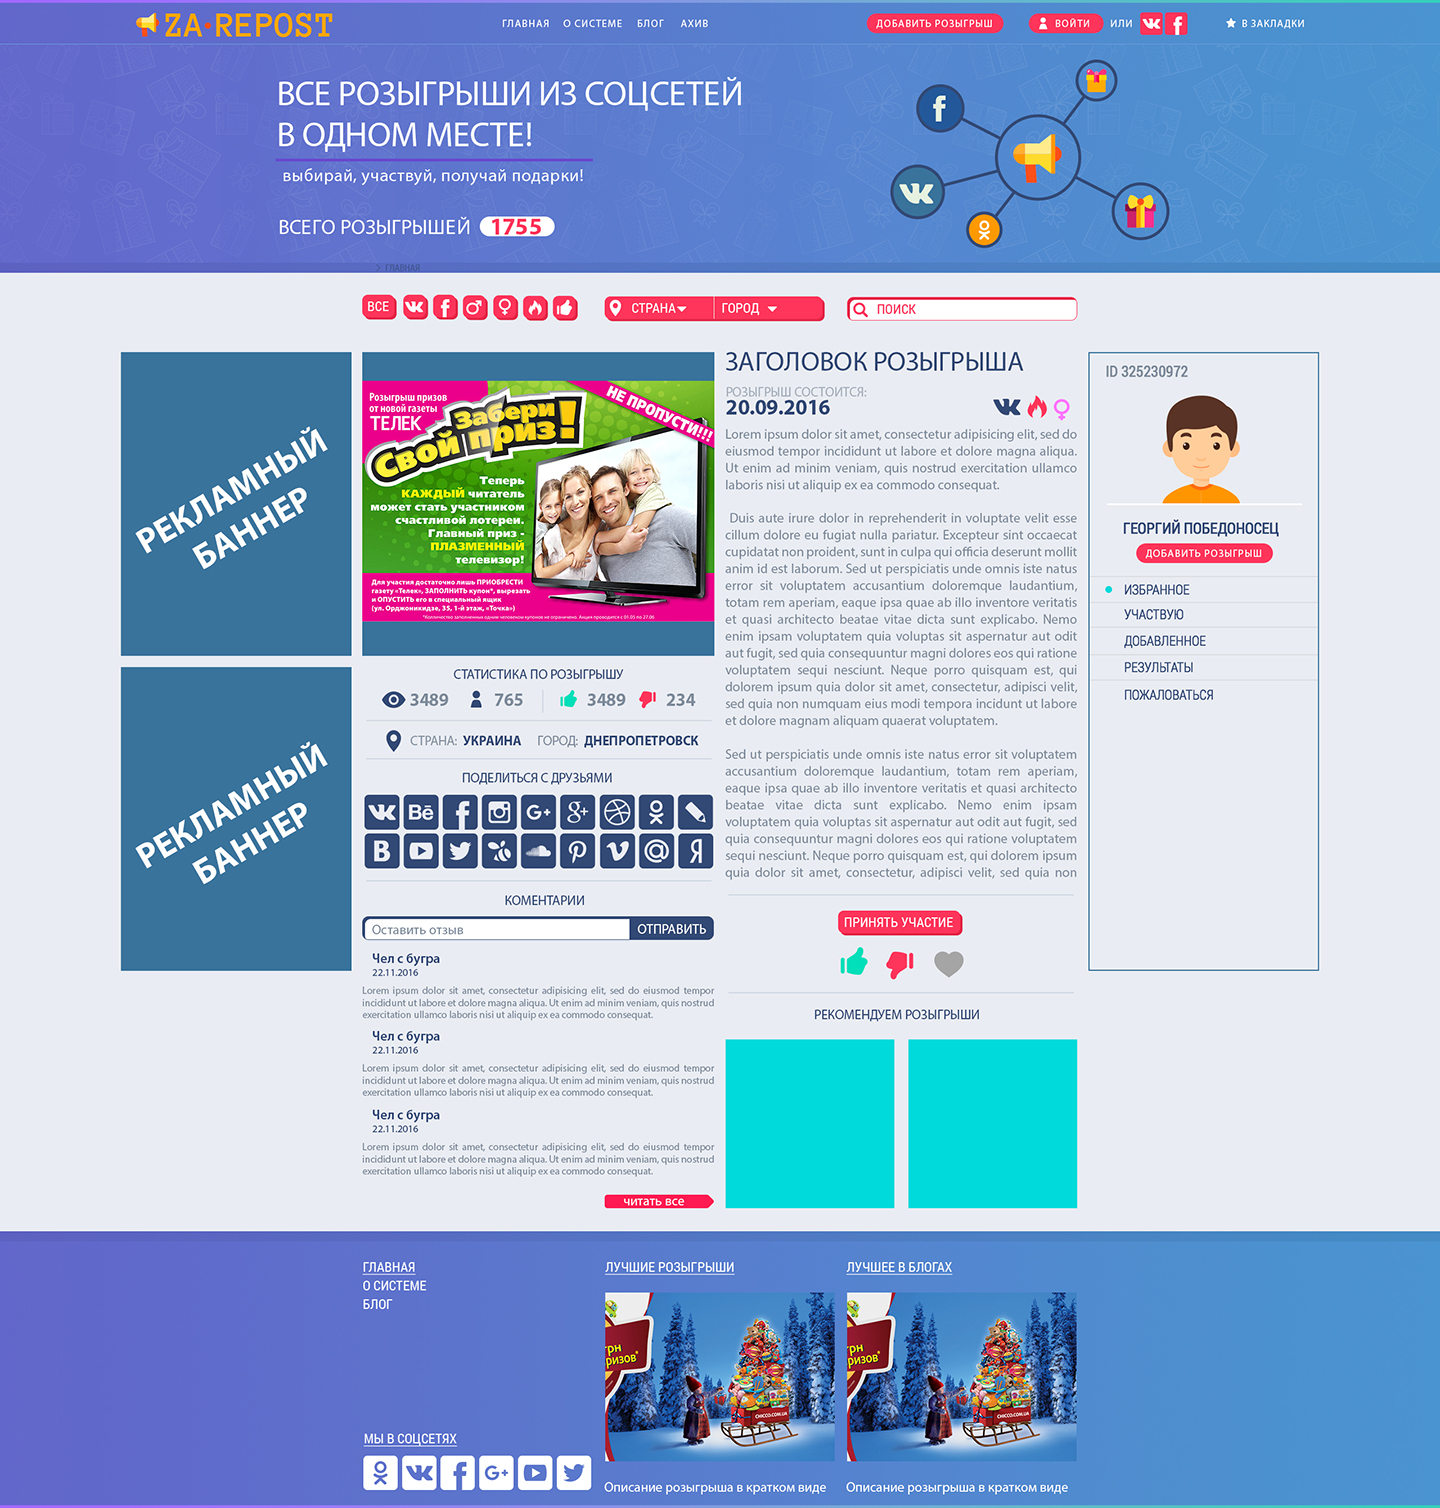 ZA·REPOST
ГЛАВНАЯ О СИСТЕМЕ БЛОГ АХИВ
ДОБАВИТЬ РОЗЫГРЫШ
ВОЙТИ ИЛИ
В ЗАКЛАДКИ
ВСЕ РОЗЫГРЫШИ ИЗ СОЦСЕТЕЙ
В ОДНОМ МЕСТЕ!
выбирай, участвуй, получай подарки!
ВСЕГО РОЗЫГРЫШЕЙ 1755
> ГЛАВНАЯ
ВСЕ
СТРАНА ГОРОД
ПОИСК
РЕКЛАМНЫЙ
БАННЕР
РЕКЛАМНЫЙ
БАННЕР
Розыгрыш призов
от новой газеты
ТЕЛЕК
Забери
Свой приз!
НЕ ПРОПУСТИ!!!
Теперь
КАЖДЫЙ читатель
может стать участником
счастливой лотереи.
Главный приз -
ПЛАЗМЕННЫЙ
телевизор!
Для участия достаточно лишь ПРИОБРЕСТИ
газету «Телек», ЗАПОЛНИТЬ купон*, вырезать
и ОПУСТИТЬ его в специальный ящик
(ул. Орджоникидзе, 35, 1-й этаж, «Точка»)
*Количество заполненных одним человеком купонов не ограничено. Акция проводится с 01.05 по 27.06
СТАТИСТИКА ПО РОЗЫГРЫШУ
3489 765 3489 234
СТРАНА: УКРАИНА ГОРОД: ДНЕПРОПЕТРОВСК
ПОДЕЛИТЬСЯ С ДРУЗЬЯМИ
КОМЕНТАРИИ
Оставить отзыв ОТПРАВИТЬ
Чел с бугра
22.11.2016
Lorem ipsum dolor sit amet, consectetur adipisicing elit, sed do eiusmod tempor
incididunt ut labore et dolore magna aliqua. Ut enim ad minim veniam, quis nostrud
exercitation ullamco laboris nisi ut aliquip ex ea commodo consequat.
Чел с бугра
22.11.2016
Lorem ipsum dolor sit amet, consectetur adipisicing elit, sed do eiusmod tempor
incididunt ut labore et dolore magna aliqua. Ut enim ad minim veniam, quis nostrud
exercitation ullamco laboris nisi ut aliquip ex ea commodo consequat.
Чел с бугра
22.11.2016
Lorem ipsum dolor sit amet, consectetur adipisicing elit, sed do eiusmod tempor
incididunt ut labore et dolore magna aliqua. Ut enim ad minim veniam, quis nostrud
exercitation ullamco laboris nisi ut aliquip ex ea commodo consequat.
читать все
ЗАГОЛОВОК РОЗЫГРЫША
РОЗЫГРЫШ СОСТОИТСЯ:
20.09.2016
Lorem ipsum dolor sit amet, consectetur adipisicing elit, sed do
eiusmod tempor incididunt ut labore et dolore magna aliqua.
Ut enim ad minim veniam, quis nostrud exercitation ullamco
laboris nisi ut aliquip ex ea commodo consequat.
Duis aute irure dolor in reprehenderit in voluptate velit esse
cillum dolore eu fugiat nulla pariatur. Excepteur sint occaecat
cupidatat non proident, sunt in culpa qui officia deserunt mollit
anim id est laborum. Sed ut perspiciatis unde omnis iste natus
error sit voluptatem accusantium doloremque laudantium,
totam rem aperiam, eaque ipsa quae ab illo inventore veritatis
et quasi architecto beatae vitae dicta sunt explicabo. Nemo
enim ipsam voluptatem quia voluptas sit aspernatur aut odit
aut fugit, sed quia consequuntur magni dolores eos qui ratione
voluptatem sequi nesciunt. Neque porro quisquam est, qui
dolorem ipsum quia dolor sit amet, consectetur, adipisci velit,
sed quia non numquam eius modi tempora incidunt ut labore
et dolore magnam aliquam quaerat voluptatem.
Sed ut perspiciatis unde omnis iste natus error sit voluptatem
accusantium doloremque laudantium, totam rem aperiam,
eaque ipsa quae ab illo inventore veritatis et quasi architecto
beatae vitae dicta sunt explicabo. Nemo enim ipsam
voluptatem quia voluptas sit aspernatur aut odit aut fugit, sed
quia consequuntur magni dolores eos qui ratione voluptatem
sequi nesciunt. Neque porro quisquam est, qui dolorem ipsum
quia dolor sit amet, consectetur, adipisci velit, sed quia non
ПРИНЯТЬ УЧАСТИЕ
РЕКОМЕНДУЕМ РОЗЫГРЫШИ
ID 325230972
ГЕОРГИЙ ПОБЕДОНОСЕЦ
ДОБАВИТЬ РОЗЫГРЫШ
ИЗБРАННОЕ
УЧАСТВУЮ
ДОБАВЛЕННОЕ
РЕЗУЛЬТАТЫ
ПОЖАЛОВАТЬСЯ
ГЛАВНАЯ
О СИСТЕМЕ
БЛОГ
МЫ В СОЦСЕТЯХ
ЛУЧШИЕ РОЗЫГРЫШИ
грн
ризов*
CHICCO.COM.UA
Описание розыгрыша в кратком виде
ЛУЧШЕЕ В БЛОГАХ
грн
ризов*
CHICCO.COM.UA
Описание розыгрыша в кратком виде